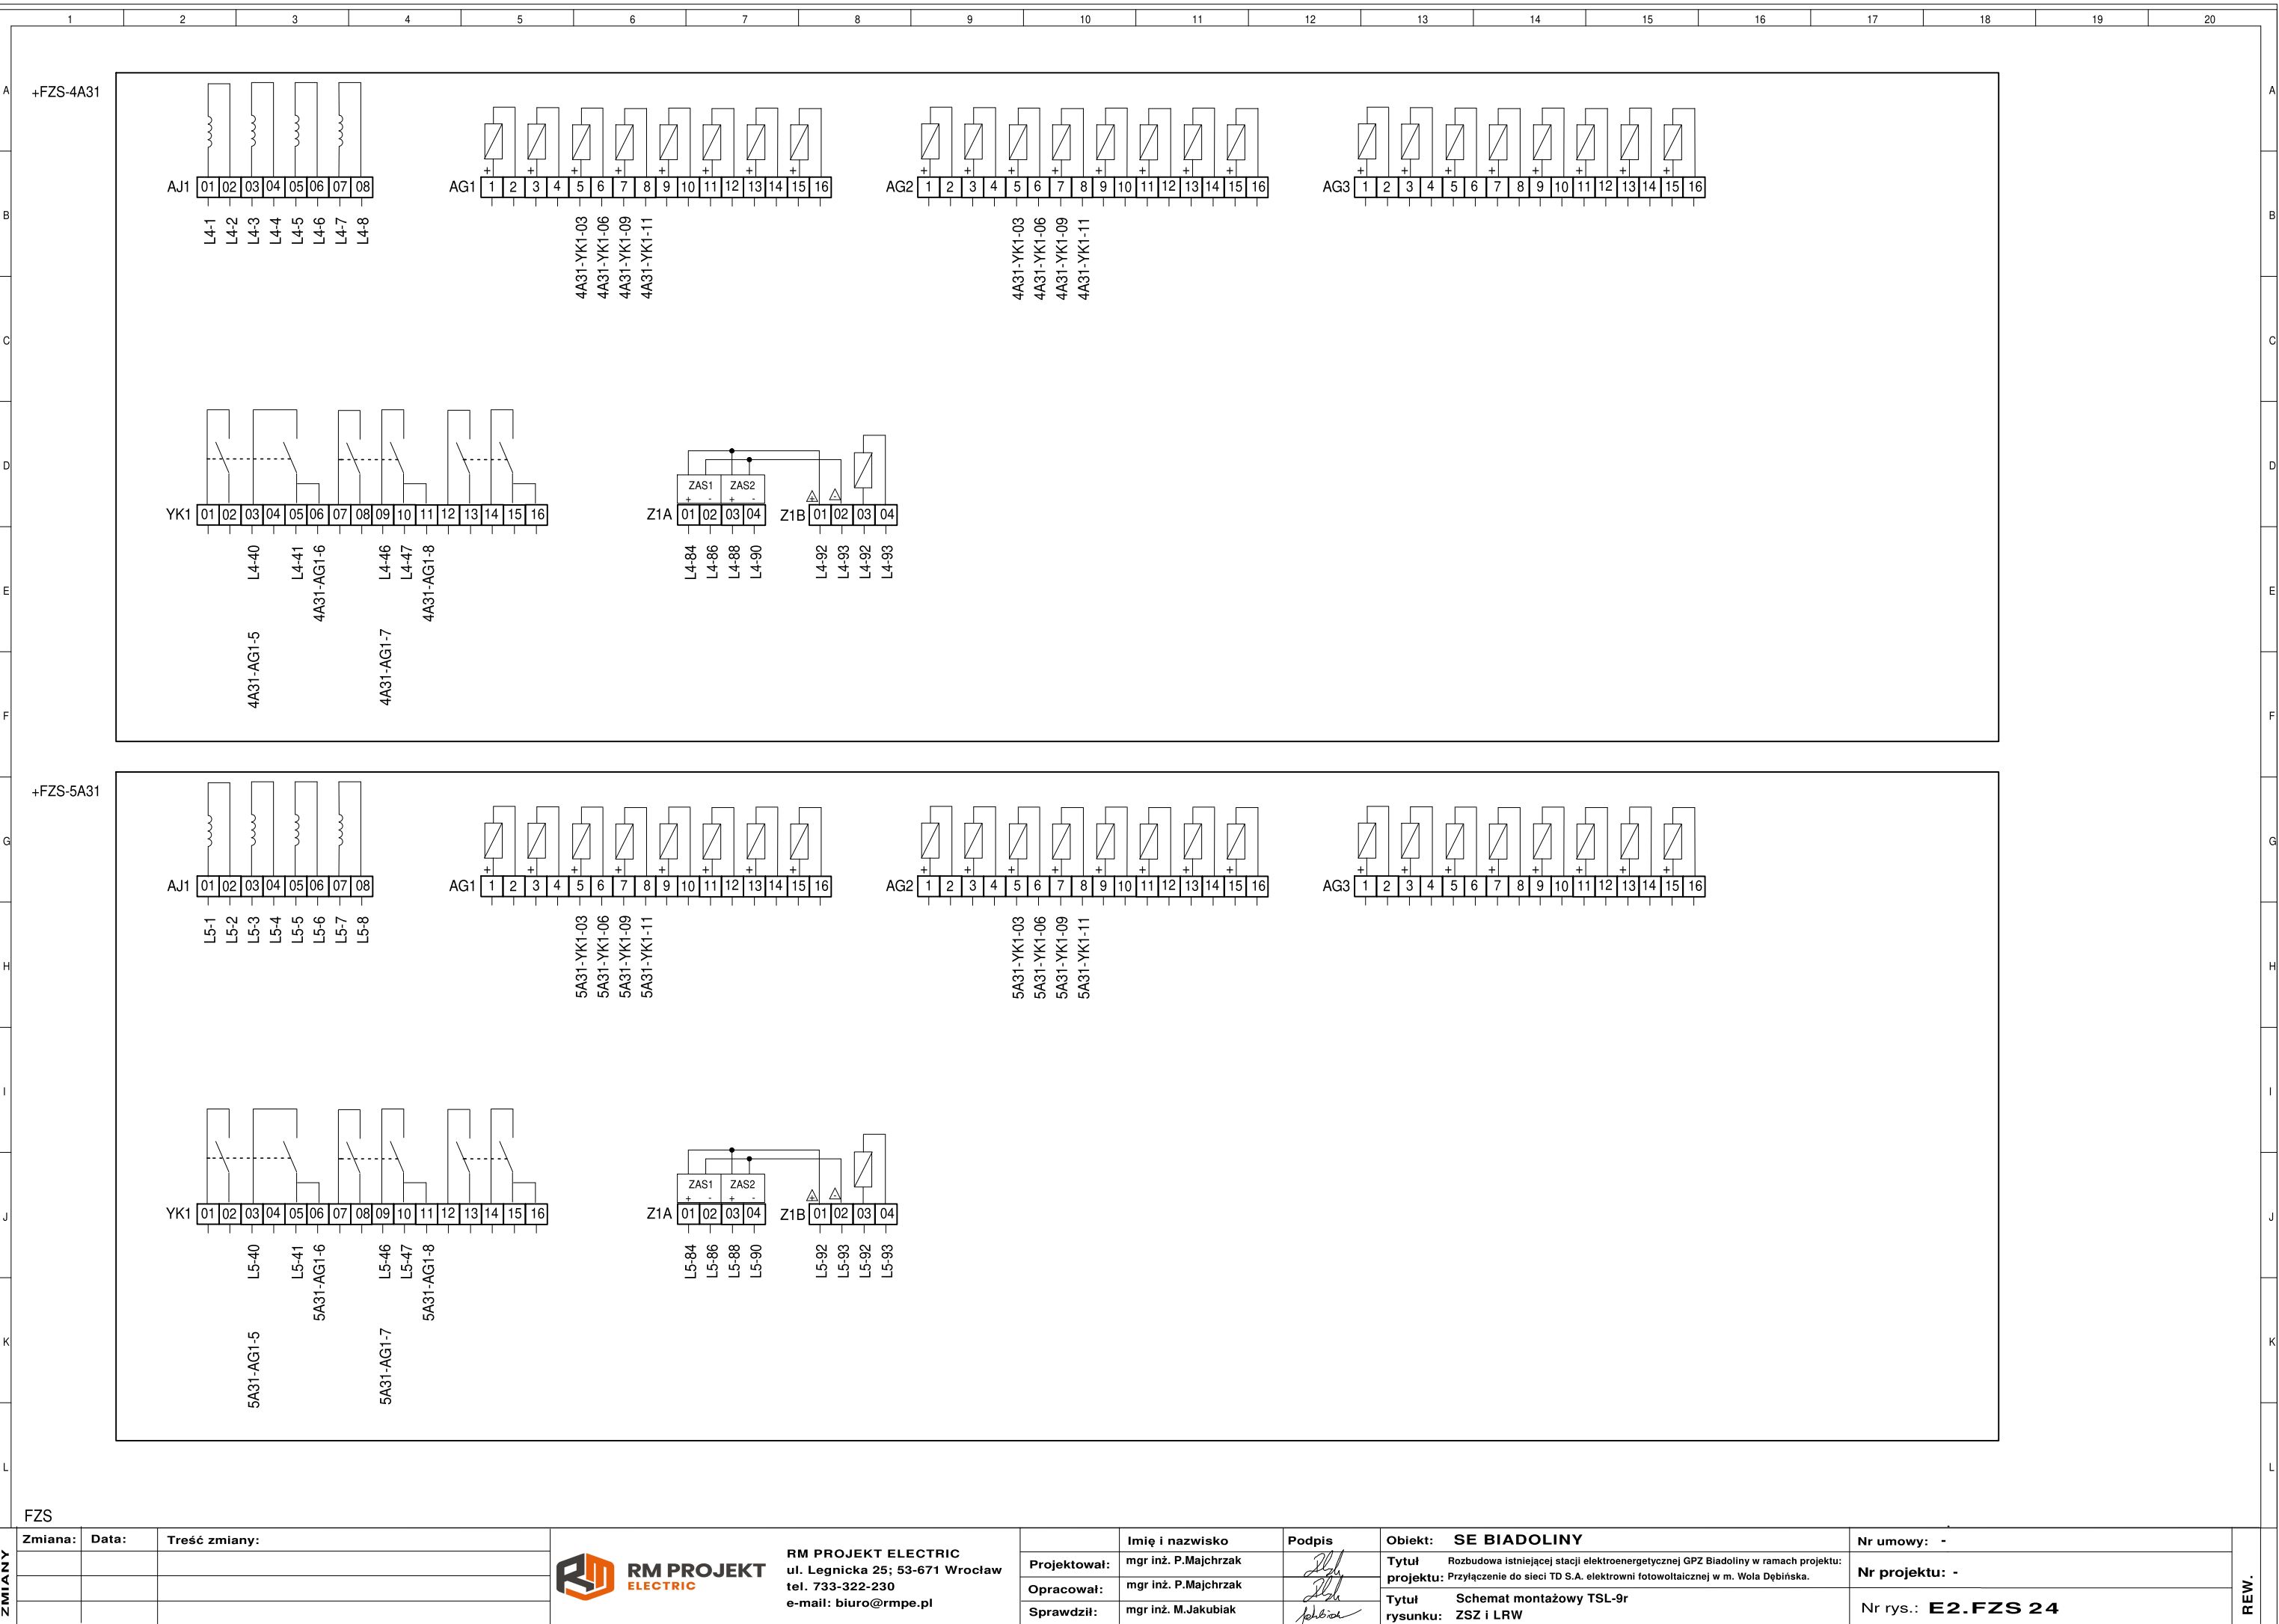 1 2 3 4 5 6 7 8 9 10 11 12 13 14 15 16 17 18 19 20
A A
B B
C C
D D
E E
F F
G G
H H
I I
J J
K K
L L
+FZS-4A31
+ + + + + + + +
+ + + + + + + +
+ + + + + + + +
AJ1 01 02 03 04 05 06 07 08
AG1 1 2 3 4 5 6 7 8 9 10 11 12 13 14 15 16
AG2 1 2 3 4 5 6 7 8 9 10 11 12 13 14 15 16
AG3 1 2 3 4 5 6 7 8 9 10 11 12 13 14 15 16
L4-1 L4-2 L4-3 L4-4 L4-5 L4-6 L4-7 L4-8
4A31-YK1-03 4A31-YK1-06 4A31-YK1-09 4A31-YK1-11
4A31-YK1-03 4A31-YK1-06 4A31-YK1-09 4A31-YK1-11
ZAS1 ZAS2
+ - + - + -
YK1 01 02 03 04 05 06 07 08 09 10 11 12 13 14 15 16
Z1A 01 02 03 04
Z1B 01 02 03 04
L4-40 L4-41 4A31-AG1-6 L4-46 L4-47 4A31-AG1-8
L4-84 L4-86 L4-88 L4-90
L4-92 L4-93 L4-92 L4-93
4A31-AG1-5 4A31-AG1-7
+FZS-5A31
+ + + + + + + +
+ + + + + + + +
+ + + + + + + +
AJ1 01 02 03 04 05 06 07 08
AG1 1 2 3 4 5 6 7 8 9 10 11 12 13 14 15 16
AG2 1 2 3 4 5 6 7 8 9 10 11 12 13 14 15 16
AG3 1 2 3 4 5 6 7 8 9 10 11 12 13 14 15 16
L5-1 L5-2 L5-3 L5-4 L5-5 L5-6 L5-7 L5-8
5A31-YK1-03 5A31-YK1-06 5A31-YK1-09 5A31-YK1-11
5A31-YK1-03 5A31-YK1-06 5A31-YK1-09 5A31-YK1-11
ZAS1 ZAS2
+ - + - + -
YK1 01 02 03 04 05 06 07 08 09 10 11 12 13 14 15 16
Z1A 01 02 03 04
Z1B 01 02 03 04
L5-40 L5-41 5A31-AG1-6 L5-46 L5-47 5A31-AG1-8
L5-84 L5-86 L5-88 L5-90
L5-92 L5-93 L5-92 L5-93
5A31-AG1-5 5A31-AG1-7
FZS
ZMIANY
Zmiana: Data: Treść zmiany:
RM PROJEKT
ELECTRIC
RM PROJEKT ELECTRIC
ul. Legnicka 25; 53-671 Wrocław
tel. 733-322-230
e-mail: biuro@rmpe.pl
Imię i nazwisko Podpis
Projektował: mgr inż. P.Majchrzak
Opracował: mgr inż. P.Majchrzak
Sprawdził: mgr inż. M.Jakubiak
Obiekt: SE BIADOLINY
Tytuł projektu: Rozbudowa istniejącej stacji elektroenergetycznej GPZ Biadoliny w ramach projektu:
Przyłączenie do sieci TD S.A. elektrowni fotowoltaicznej w m. Wola Dębińska.
Tytuł rysunku: Schemat montażowy TSL-9r
ZSZ i LRW
Nr umowy: -
Nr projektu: -
Nr rys.: E2.FZS 24
REW.